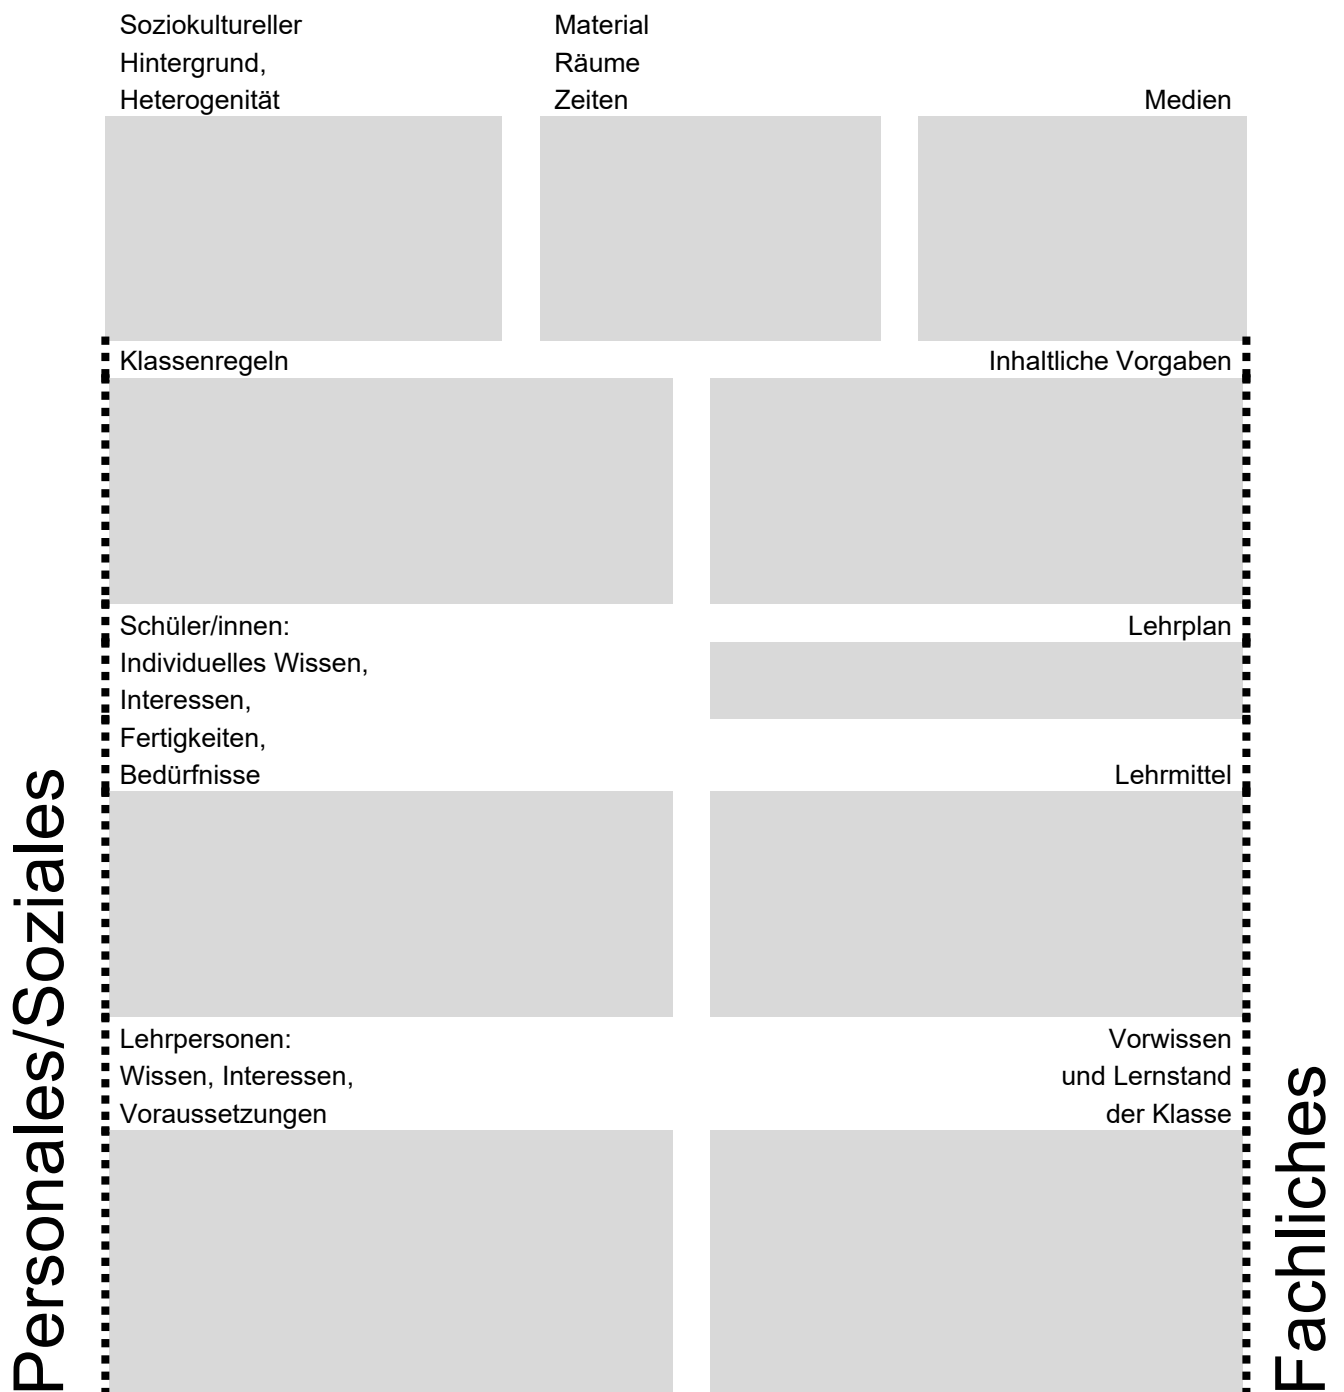 Soziokultureller
Hintergrund,
Heterogenität
Material
Räume
Zeiten
Medien
Klassenregeln
Inhaltliche Vorgaben
Schüler/innen:
Individuelles Wissen,
Interessen,
Fertigkeiten,
Bedürfnisse
Lehrplan
Lehrmittel
Lehrpersonen:
Wissen, Interessen,
Voraussetzungen
Vorwissen
und Lernstand
der Klasse
Personales/Soziales
Fachliches